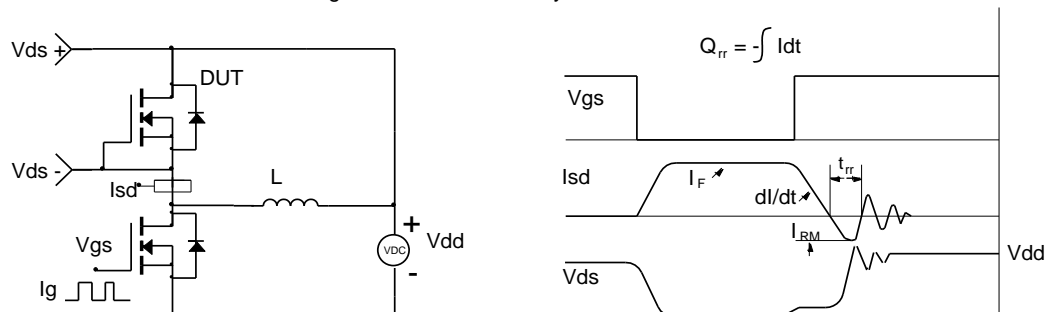 Vds +
DUT
Vds -
Isd
L
Vgs
Ig
+
VDC
-
Vdd
Qrr = -∫ Idt
Vgs
trr
Isd
IF
dI/dt
IRM
Vds
Vdd